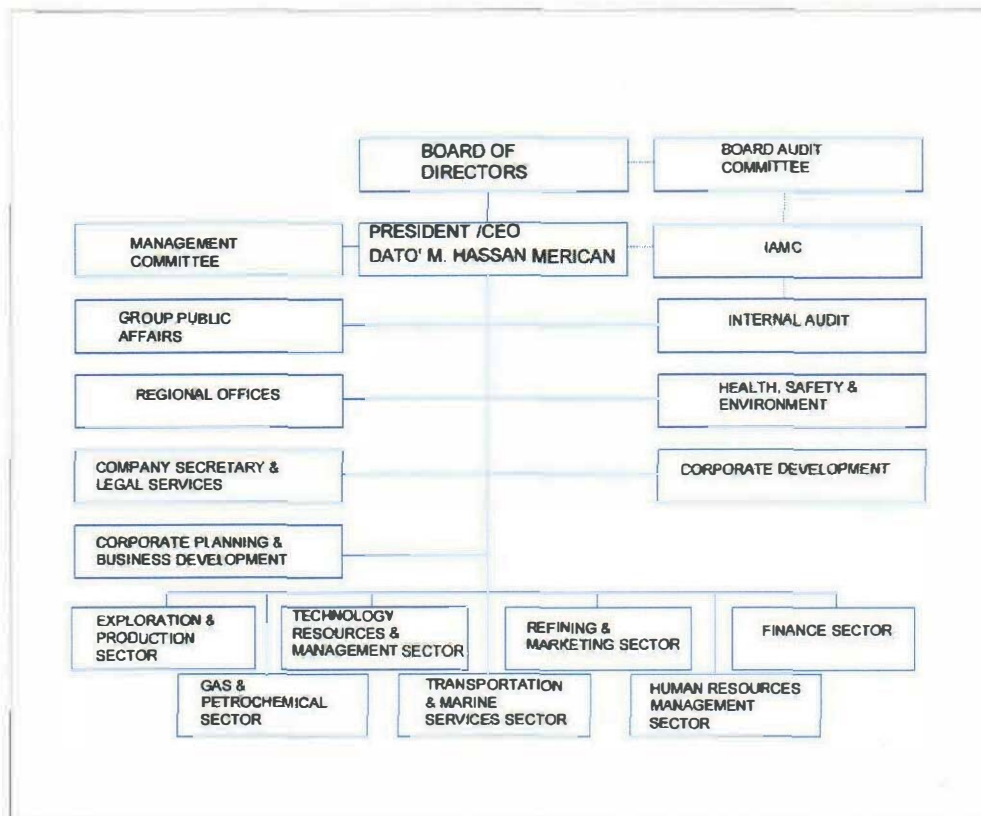 BOARD OF
DIRECTORS
BOARD AUDIT
COMMITTEE
MANAGEMENT
COMMITTEE
PRESIDENT /CEO
DATO' M. HASSAN MERICAN
IAMC
GROUP PUBLIC
AFFAIRS
INTERNAL AUDIT
REGIONAL OFFICES
HEALTH, SAFETY &
ENVIRONMENT
COMPANY SECRETARY &
LEGAL SERVICES
CORPORATE DEVELOPMENT
CORPORATE PLANNING &
BUSINESS DEVELOPMENT
EXPLORATION &
PRODUCTION
SECTOR
TECHNOLOGY
RESOURCES &
MANAGEMENT SECTOR
REFINING &
MARKETING SECTOR
FINANCE SECTOR
GAS &
PETROCHEMICAL
SECTOR
TRANSPORTATION
& MARINE
SERVICES SECTOR
HUMAN RESOURCES
MANAGEMENT
SECTOR